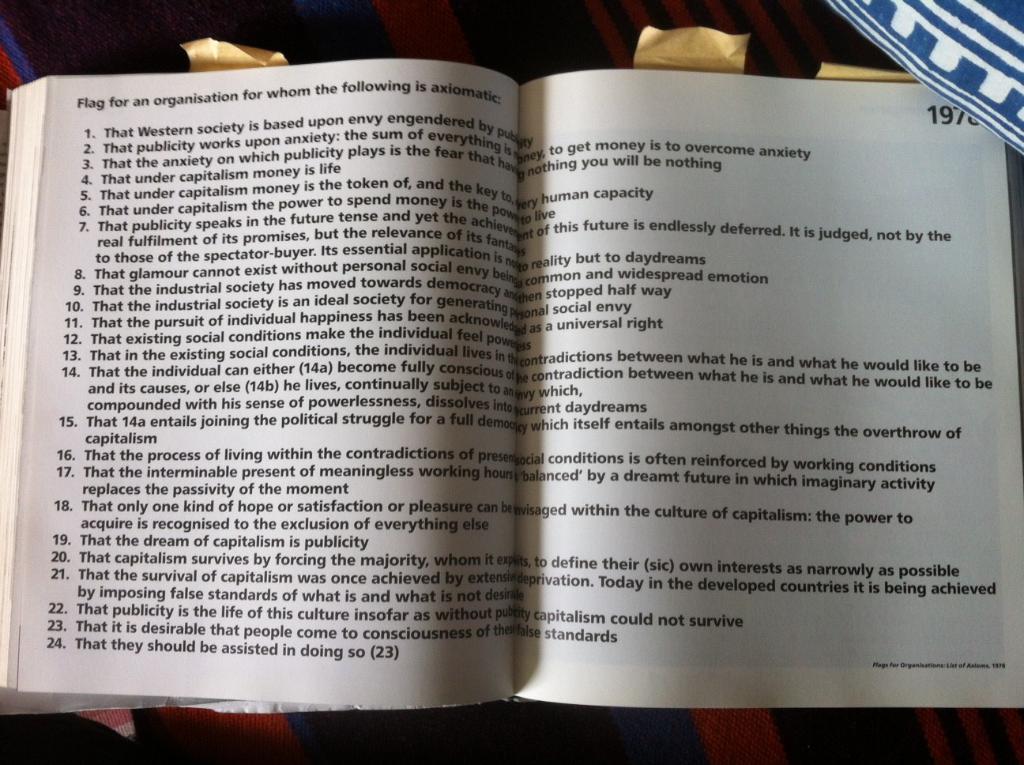 Flag for an organisation for whom the following is axiomatic:
1978
1. That Western society is based upon envy engendered by publicity
2. That publicity works upon anxiety: the sum of everything is money, to get money is to overcome anxiety
3. That the anxiety on which publicity plays is the fear that having nothing you will be nothing
4. That under capitalism money is life
5. That under capitalism money is the token of, and the key to, every human capacity
6. That under capitalism the power to spend money is the power to live
7. That publicity speaks in the future tense and yet the achievement of this future is endlessly deferred. It is judged, not by the
real fulfilment of its promises, but the relevance of its fantasies
to those of the spectator-buyer. Its essential application is not to reality but to daydreams
8. That glamour cannot exist without personal social envy being a common and widespread emotion
9. That the industrial society has moved towards democracy and then stopped half way
10. That the industrial society is an ideal society for generating personal social envy
11. That the pursuit of individual happiness has been acknowledged as a universal right
12. That existing social conditions make the individual feel powerless
13. That in the existing social conditions, the individual lives in the contradictions between what he is and what he would like to be
14. That the individual can either (14a) become fully conscious of the contradiction between what he is and what he would like to be
and its causes, or else (14b) he lives, continually subject to an envy which,
compounded with his sense of powerlessness, dissolves into recurrent daydreams
15. That 14a entails joining the political struggle for a full democracy which itself entails amongst other things the overthrow of
capitalism
16. That the process of living within the contradictions of present social conditions is often reinforced by working conditions
17. That the interminable present of meaningless working hours is 'balanced' by a dreamt future in which imaginary activity
replaces the passivity of the moment
18. That only one kind of hope or satisfaction or pleasure can be envisaged within the culture of capitalism: the power to
acquire is recognised to the exclusion of everything else
19. That the dream of capitalism is publicity
20. That capitalism survives by forcing the majority, whom it exploits, to define their (sic) own interests as narrowly as possible
21. That the survival of capitalism was once achieved by extensive deprivation. Today in the developed countries it is being achieved
by imposing false standards of what is and what is not desirable
22. That publicity is the life of this culture insofar as without publicity capitalism could not survive
23. That it is desirable that people come to consciousness of these false standards
24. That they should be assisted in doing so (23)
Flags for Organisations: List of Axioms, 1978